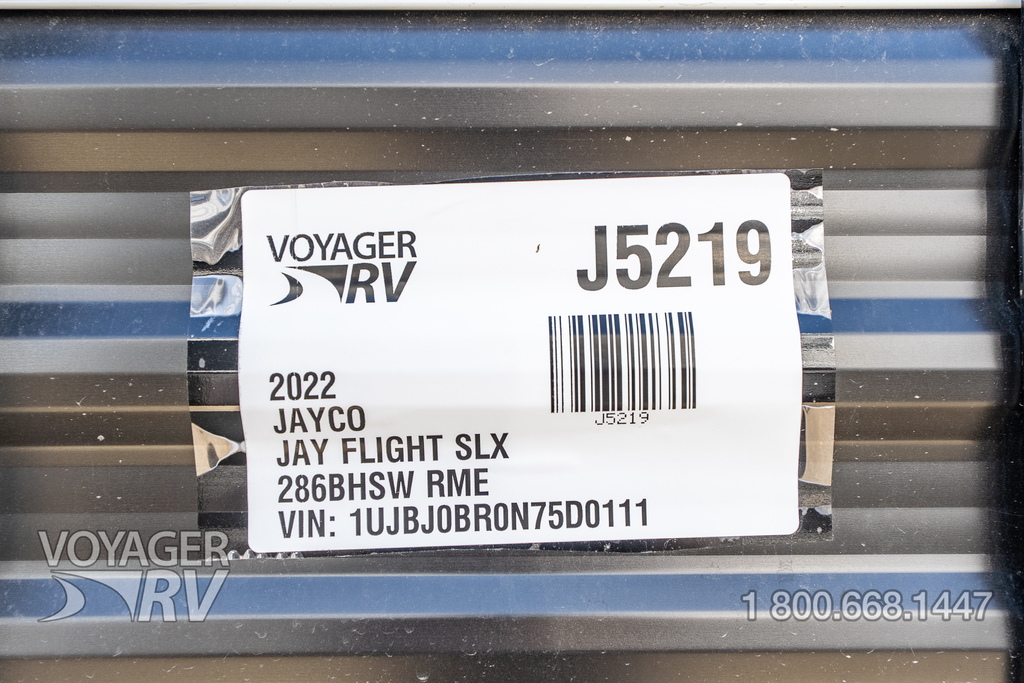 VOYAGER
RV
J5219
J5219
2022
JAYCO
JAY FLIGHT SLX
286BHSW RME
VIN: 1UJBJ0BR0N75D0111
VOYAGER
RV
1 800.668.1447